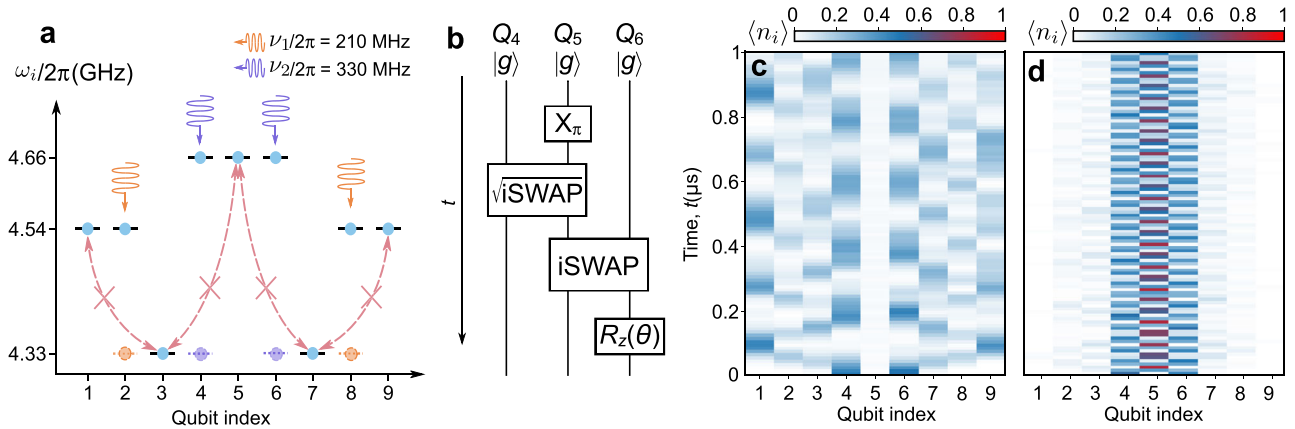 a
ν₁/2π = 210 MHz
ν₂/2π = 330 MHz
ωᵢ/2π(GHz)
4.66
4.54
4.33
1 2 3 4 5 6 7 8 9
Qubit index
b
Q₄ Q₅ Q₆
|g⟩ |g⟩ |g⟩
t
X_π
√iSWAP
iSWAP
R_z(θ)
⟨nᵢ⟩
0 0.2 0.4 0.6 0.8 1
c
Time, t(μs)
1
0.8
0.6
0.4
0.2
0
1 2 3 4 5 6 7 8 9
Qubit index
⟨nᵢ⟩
0 0.2 0.4 0.6 0.8 1
d
1 2 3 4 5 6 7 8 9
Qubit index